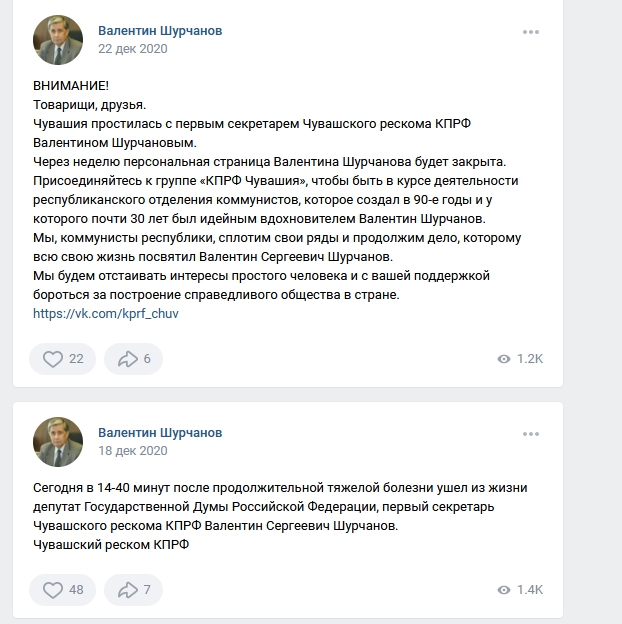 Валентин Шурчанов
22 дек 2020
ВНИМАНИЕ!
Товарищи, друзья.
Чувашия простилась с первым секретарем Чувашского рескома КПРФ
Валентином Шурчановым.
Через неделю персональная страница Валентина Шурчанова будет закрыта.
Присоединяйтесь к группе «КПРФ Чувашия», чтобы быть в курсе деятельности
республиканского отделения коммунистов, которое создал в 90-е годы и у
которого почти 30 лет был идейным вдохновителем Валентин Шурчанов.
Мы, коммунисты республики, сплотим свои ряды и продолжим дело, которому
всю свою жизнь посвятил Валентин Сергеевич Шурчанов.
Мы будем отстаивать интересы простого человека и с вашей поддержкой
бороться за построение справедливого общества в стране.
https://vk.com/kprf_chuv
22 6 1.2K
Валентин Шурчанов
18 дек 2020
Сегодня в 14-40 минут после продолжительной тяжелой болезни ушел из жизни
депутат Государственной Думы Российской Федерации, первый секретарь
Чувашского рескома КПРФ Валентин Сергеевич Шурчанов.
Чувашский реском КПРФ
48 7 1.4K